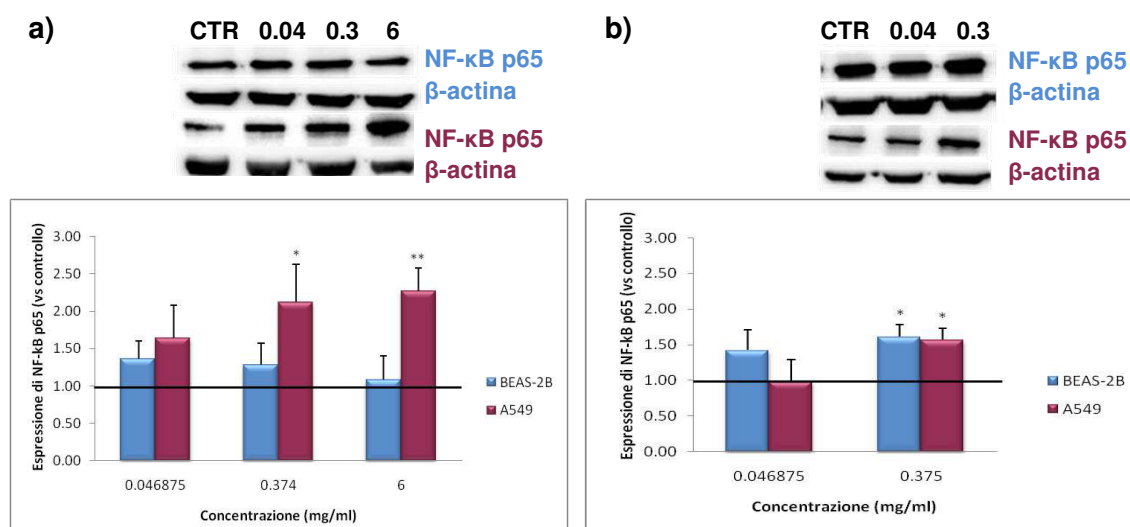 a)
CTR 0.04 0.3 6
NF-κB p65
β-actina
NF-κB p65
β-actina
Espressione di NF-kB p65 (vs controllo)
3.00
2.50
2.00
1.50
1.00
0.50
0.00
*
**
0.046875 0.374 6
Concentrazione (mg/ml)
BEAS-2B
A549
b)
CTR 0.04 0.3
NF-κB p65
β-actina
NF-κB p65
β-actina
Espressione di NF-kB p65 (vs controllo)
3.00
2.50
2.00
1.50
1.00
0.50
0.00
* *
0.046875 0.375
Concentrazione (mg/ml)
BEAS-2B
A549